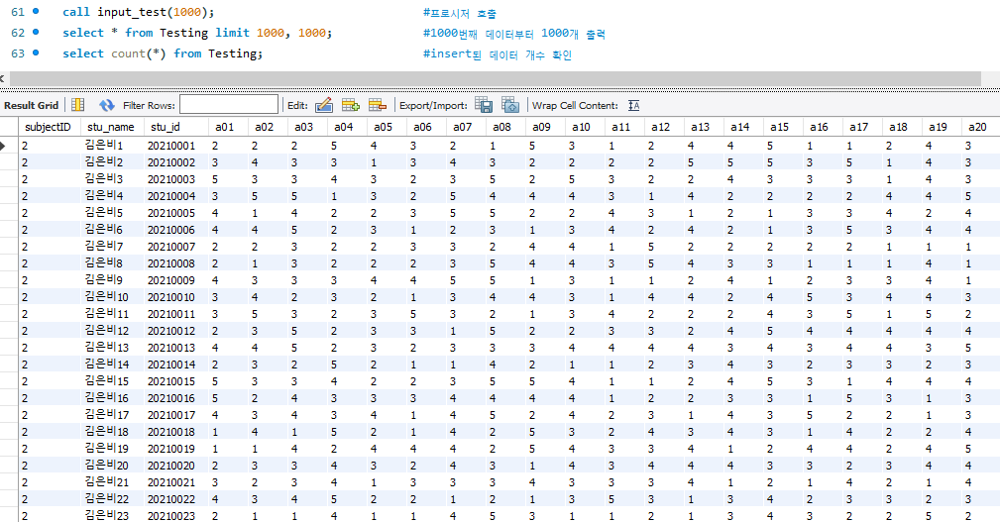 61 call input_test(1000); #프로시저 호출
62 select * from Testing limit 1000, 1000; #1000번째 데이터부터 1000개 출력
63 select count(*) from Testing; #insert된 데이터 개수 확인
Result Grid Filter Rows: Edit: Export/Import: Wrap Cell Content:
subjectID stu_name stu_id a01 a02 a03 a04 a05 a06 a07 a08 a09 a10 a11 a12 a13 a14 a15 a16 a17 a18 a19 a20
2 김은비1 20210001 2 2 2 5 4 3 2 1 5 3 1 2 4 4 5 1 1 2 4 3
2 김은비2 20210002 3 4 3 3 1 3 4 3 2 2 2 2 5 5 5 3 5 1 4 3
2 김은비3 20210003 5 3 3 4 3 2 3 5 2 5 3 2 2 4 3 3 3 1 4 3
2 김은비4 20210004 3 5 5 1 3 2 5 4 4 4 3 1 4 2 2 2 2 4 4 5
2 김은비5 20210005 4 1 4 2 2 3 5 5 2 2 4 3 1 2 1 3 3 4 2 4
2 김은비6 20210006 4 4 5 2 3 1 2 3 1 3 4 2 4 2 1 3 5 3 4 4
2 김은비7 20210007 2 2 3 2 2 3 3 2 4 4 1 5 2 2 2 2 2 1 1 1
2 김은비8 20210008 2 1 3 2 2 2 3 5 4 4 3 5 4 3 3 1 1 1 4 1
2 김은비9 20210009 4 3 3 3 4 4 5 5 1 3 1 1 2 4 1 2 3 3 4 1
2 김은비10 20210010 3 4 2 3 2 1 3 4 4 3 1 4 4 2 4 5 3 4 4 3
2 김은비11 20210011 3 5 3 2 3 5 3 2 1 3 4 2 2 2 4 3 5 1 5 2
2 김은비12 20210012 2 3 5 2 3 3 1 5 2 2 3 3 2 4 5 4 4 4 4 4
2 김은비13 20210013 4 4 5 2 3 2 3 3 3 4 4 4 4 3 4 3 4 4 3 5
2 김은비14 20210014 2 3 2 5 2 1 1 4 2 1 1 2 3 4 3 2 3 3 2 3
2 김은비15 20210015 5 3 3 4 2 2 3 5 5 4 1 1 2 4 5 3 1 4 4 4
2 김은비16 20210016 5 2 4 3 3 3 4 4 4 4 1 2 2 3 3 1 5 3 1 3
2 김은비17 20210017 4 3 4 3 4 1 4 5 2 4 2 3 1 4 3 5 2 2 1 3
2 김은비18 20210018 1 4 1 5 2 1 4 2 5 3 2 4 3 4 3 1 4 2 2 4
2 김은비19 20210019 1 1 4 2 4 4 4 2 5 4 3 3 4 1 2 4 4 2 4 5
2 김은비20 20210020 2 3 3 4 3 2 4 3 1 4 3 4 4 4 3 3 2 3 4 4
2 김은비21 20210021 3 2 3 4 1 3 3 3 4 3 3 3 4 1 2 1 4 2 1 4
2 김은비22 20210022 4 3 4 5 2 2 1 2 1 3 5 3 1 3 4 2 3 3 2 3
2 김은비23 20210023 2 1 1 4 1 1 4 5 3 1 1 2 1 3 4 3 2 2 5 2